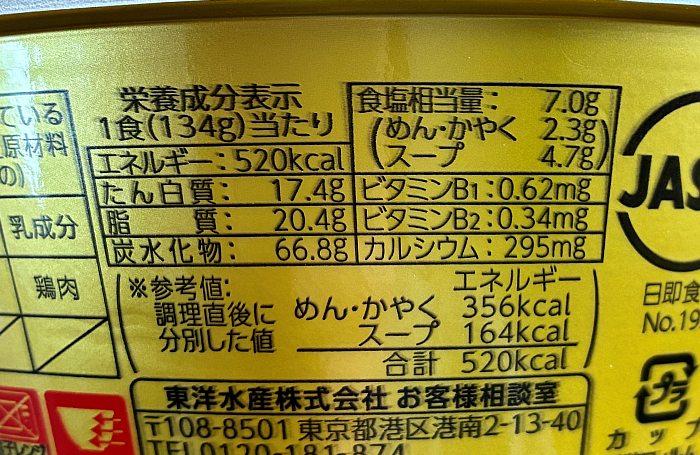 ている
原材料
の)
乳成分
鶏肉
栄養成分表示
1食(134g)当たり
エネルギー:520kcal
たん白質: 17.4g
脂 質: 20.4g
炭水化物: 66.8g
食塩相当量: 7.0g
(めん・かやく 2.3g)
(スープ 4.7g)
ビタミンB1:0.62mg
ビタミンB2:0.34mg
カルシウム:295mg
※参考値:
調理直後に
分別した値
エネルギー
めん・かやく 356kcal
スープ 164kcal
合計 520kcal
東洋水産株式会社 お客様相談室
〒108-8501 東京都港区港南2-13-40
TEL0120-181-874
JAS
日即食
No.19
プラ
カップ